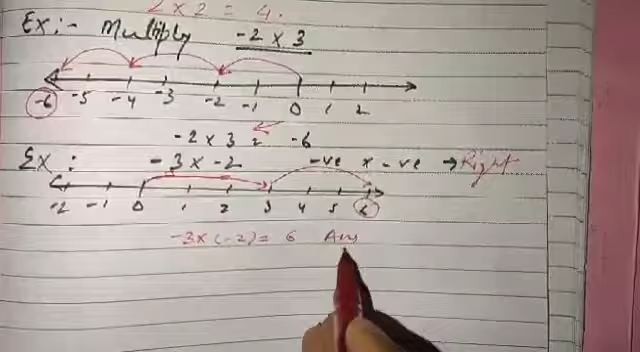 2 x 2 = 4.
Ex:- Multiply -2 x 3
-6 -5 -4 -3 -2 -1 0 1 2
-2 x 3 = -6
Ex : -3 x -2 -ve x -ve → Right
-2 -1 0 1 2 3 4 5 6
-3x(-2) = 6 Ans